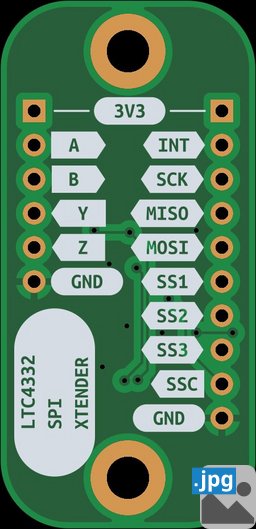 3V3
A INT
B SCK
Y MISO
Z MOSI
GND SS1
SS2
SS3
SSC
GND
LTC4332
SPI
XTENDER
.jpg